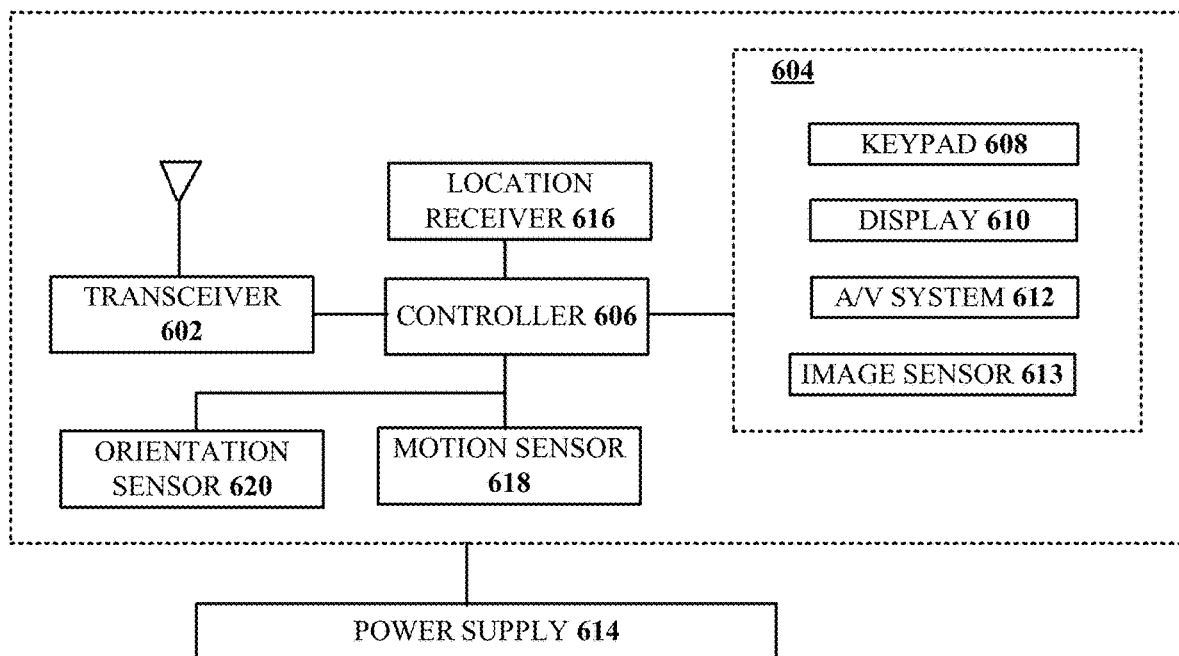 604
KEYPAD 608
LOCATION
RECEIVER 616
DISPLAY 610
TRANSCEIVER
602
CONTROLLER 606
A/V SYSTEM 612
IMAGE SENSOR 613
ORIENTATION
SENSOR 620
MOTION SENSOR
618
POWER SUPPLY 614